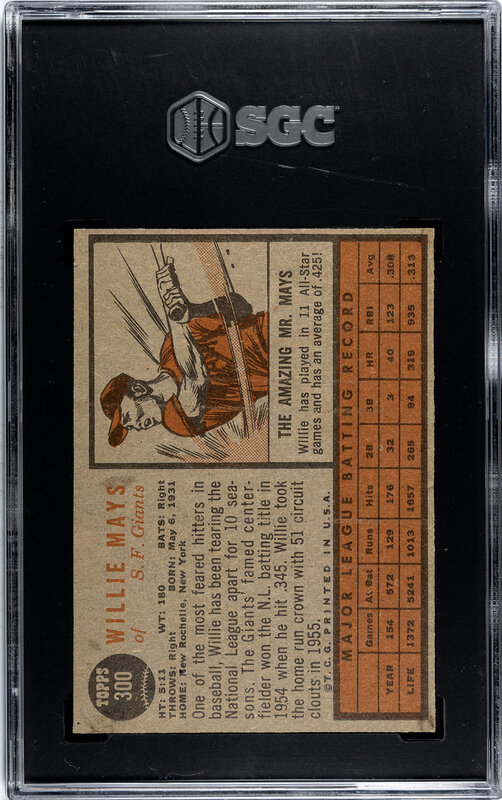 SGC
TOPPS
300
WILLIE MAYS
of S.F. Giants
HT: 5:11 WT: 180 BATS: Right
THROWS: Right BORN: May 6, 1931
HOME: New Rochelle, New York
One of the most feared hitters in
baseball, Willie has been tearing the
National League apart for 10 sea-
sons. The Giants' famed center-
fielder won the N.L. batting title in
1954 when he hit .345. Willie took
the home run crown with 51 circuit
clouts in 1955.
©T.C.G. PRINTED IN U.S.A.
THE AMAZING MR. MAYS
Willie has played in 11 All-Star
games and has an average of .425!
MAJOR LEAGUE BATTING RECORD
Games At Bat Runs Hits 2B 3B HR RBI Avg
YEAR 154 572 129 176 32 3 40 123 .308
LIFE 1372 5241 1013 1657 265 94 319 935 .313